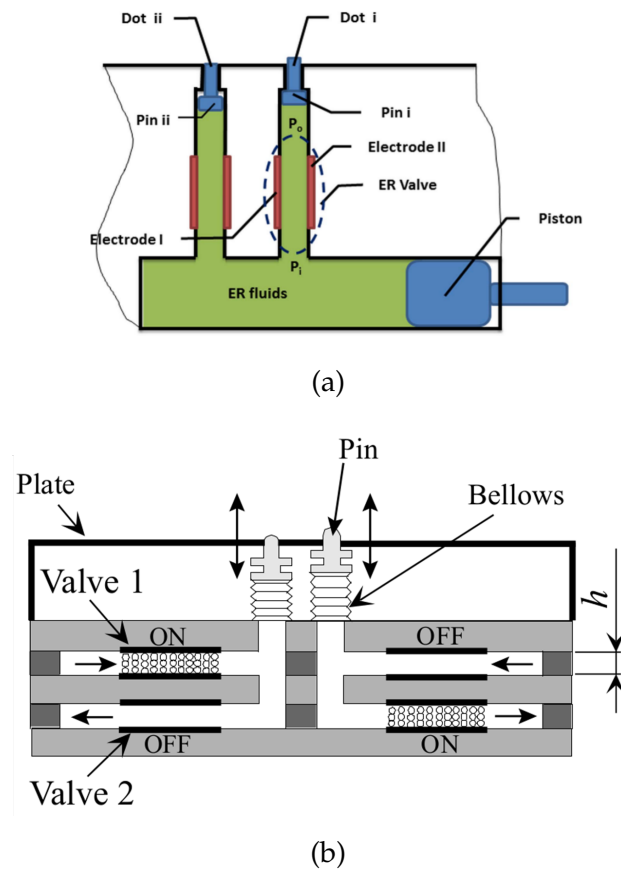 Dot ii
Dot i
Pin ii
Pin i
Po
Electrode II
ER Valve
Electrode I
Pi
Piston
ER fluids
(a)
Pin
Plate
Bellows
Valve 1
ON
OFF
h
OFF
ON
Valve 2
(b)